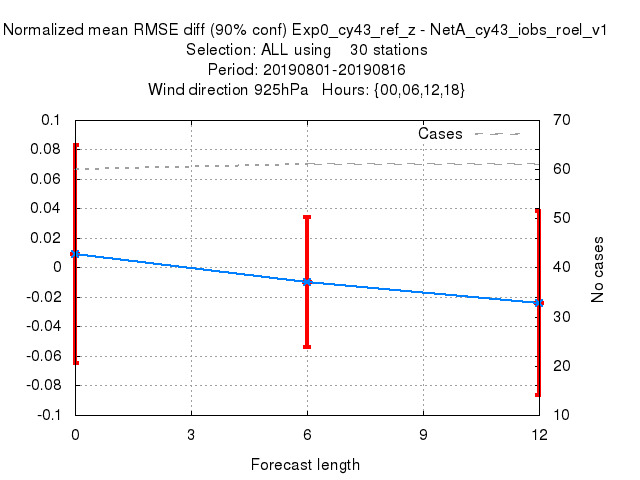 Normalized mean RMSE diff (90% conf) Exp0_cy43_ref_z - NetA_cy43_iobs_roel_v1
Selection: ALL using 30 stations
Period: 20190801-20190816
Wind direction 925hPa Hours: {00,06,12,18}
Cases
0.1
0.08
0.06
0.04
0.02
0
-0.02
-0.04
-0.06
-0.08
-0.1
70
60
50
40
30
20
10
No cases
0 3 6 9 12
Forecast length